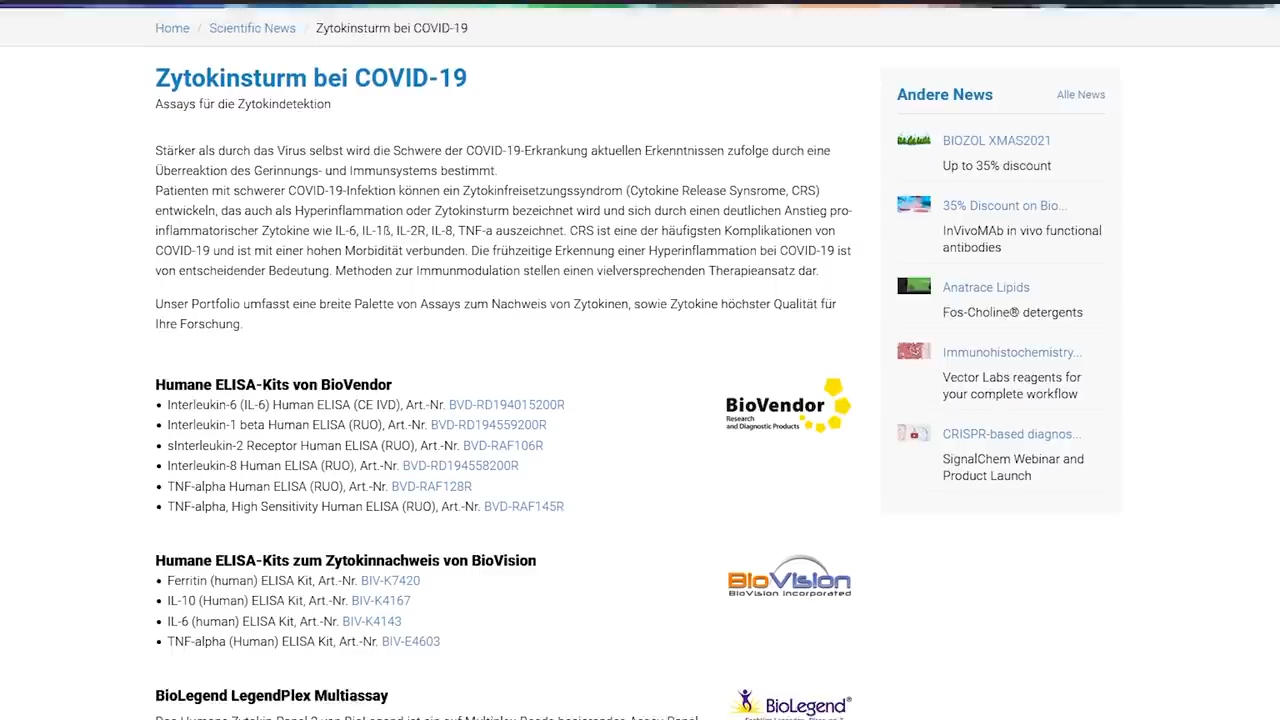 Home / Scientific News / Zytokinsturm bei COVID-19
Zytokinsturm bei COVID-19
Assays für die Zytokindetektion
Stärker als durch das Virus selbst wird die Schwere der COVID-19-Erkrankung aktuellen Erkenntnissen zufolge durch eine
Überreaktion des Gerinnungs- und Immunsystems bestimmt.
Patienten mit schwerer COVID-19-Infektion können ein Zytokinfreisetzungssyndrom (Cytokine Release Synsrome, CRS)
entwickeln, das auch als Hyperinflammation oder Zytokinsturm bezeichnet wird und sich durch einen deutlichen Anstieg pro-
inflammatorischer Zytokine wie IL-6, IL-1ß, IL-2R, IL-8, TNF-a auszeichnet. CRS ist eine der häufigsten Komplikationen von
COVID-19 und ist mit einer hohen Morbidität verbunden. Die frühzeitige Erkennung einer Hyperinflammation bei COVID-19 ist
von entscheidender Bedeutung. Methoden zur Immunmodulation stellen einen vielversprechenden Therapieansatz dar.
Unser Portfolio umfasst eine breite Palette von Assays zum Nachweis von Zytokinen, sowie Zytokine höchster Qualität für
Ihre Forschung.
Humane ELISA-Kits von BioVendor
• Interleukin-6 (IL-6) Human ELISA (CE IVD), Art.-Nr. BVD-RD194015200R
• Interleukin-1 beta Human ELISA (RUO), Art.-Nr. BVD-RD194559200R
• sInterleukin-2 Receptor Human ELISA (RUO), Art.-Nr. BVD-RAF106R
• Interleukin-8 Human ELISA (RUO), Art.-Nr. BVD-RD194558200R
• TNF-alpha Human ELISA (RUO), Art.-Nr. BVD-RAF128R
• TNF-alpha, High Sensitivity Human ELISA (RUO), Art.-Nr. BVD-RAF145R
BioVendor
Research
and Diagnostic Products
Humane ELISA-Kits zum Zytokinnachweis von BioVision
• Ferritin (human) ELISA Kit, Art.-Nr. BIV-K7420
• IL-10 (Human) ELISA Kit, Art.-Nr. BIV-K4167
• IL-6 (human) ELISA Kit, Art.-Nr. BIV-K4143
• TNF-alpha (Human) ELISA Kit, Art.-Nr. BIV-E4603
BioVision
BioVision Incorporated
BioLegend LegendPlex Multiassay
BioLegend®
Andere News
Alle News
BIOZOL XMAS2021
Up to 35% discount
35% Discount on Bio...
InVivoMAb in vivo functional
antibodies
Anatrace Lipids
Fos-Choline® detergents
Immunohistochemistry...
Vector Labs reagents for
your complete workflow
CRISPR-based diagnos...
SignalChem Webinar and
Product Launch